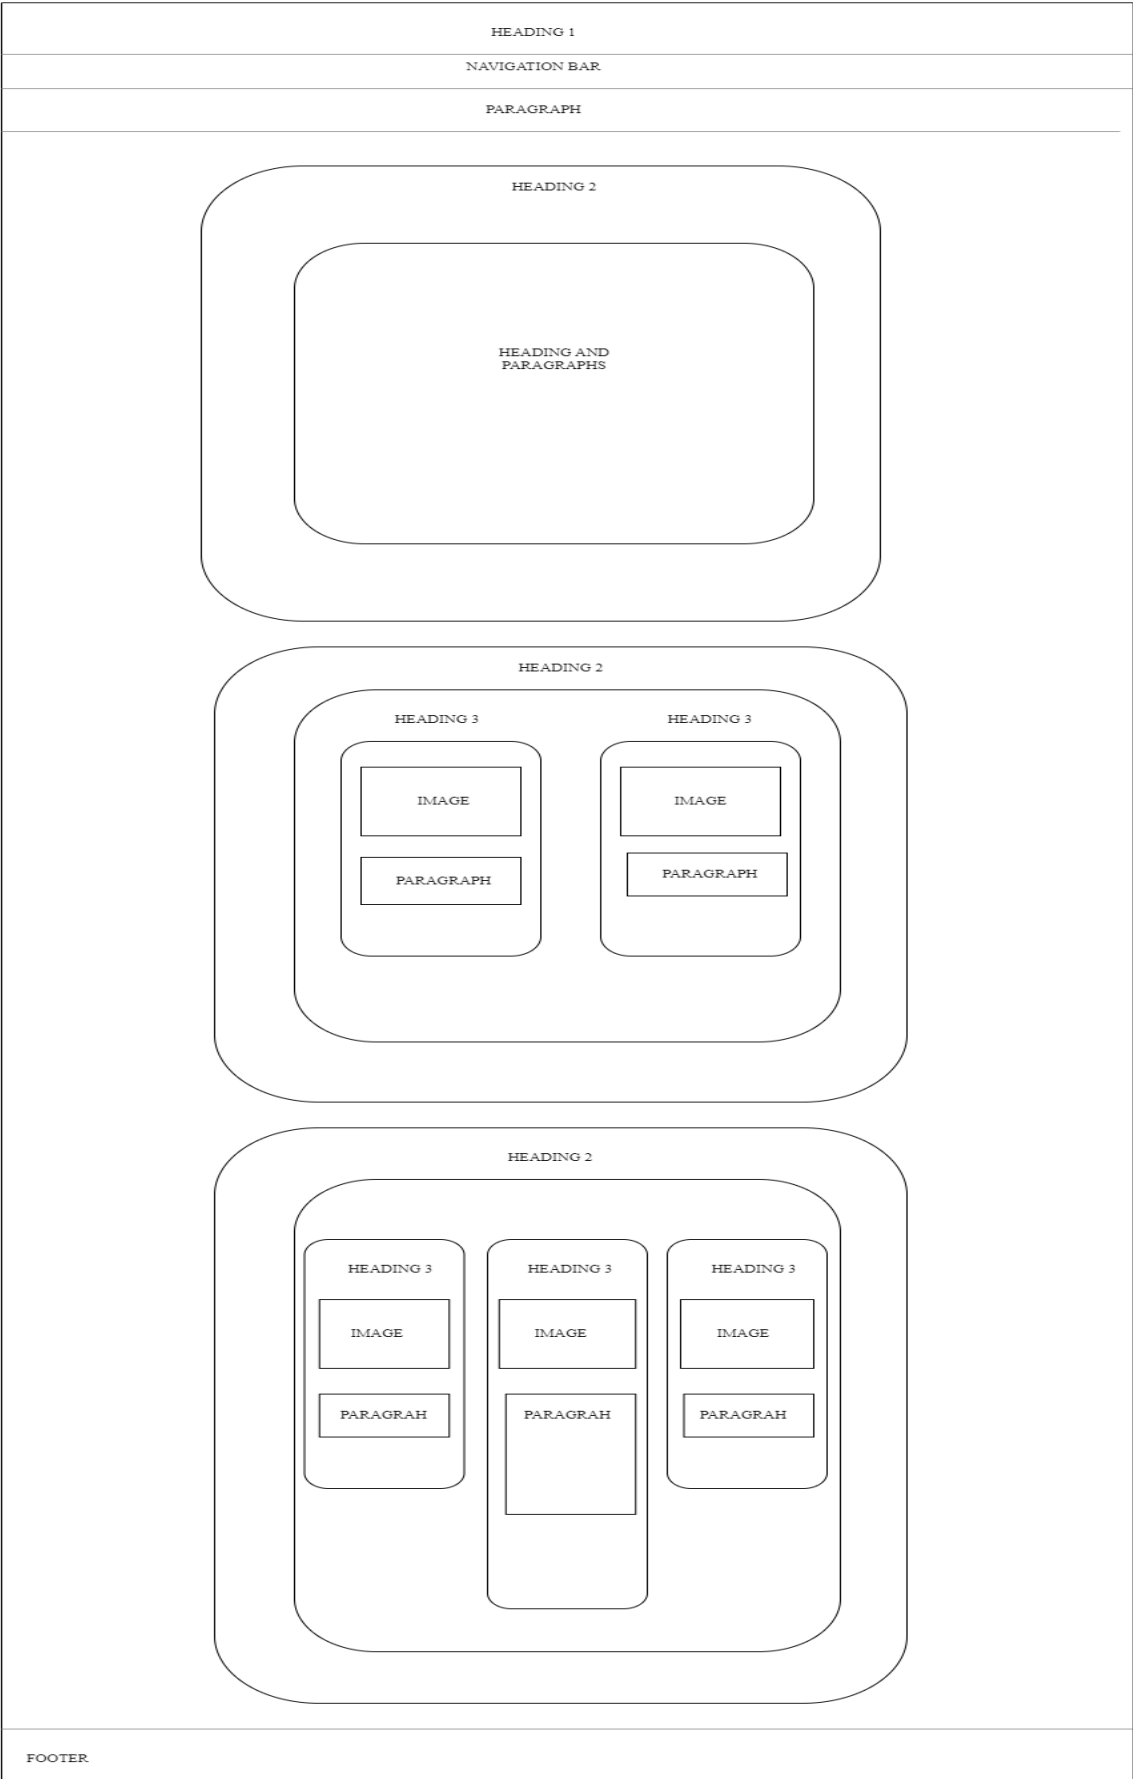 HEADING 1
NAVIGATION BAR
PARAGRAPH
HEADING 2
HEADING AND
PARAGRAPHS
HEADING 2
HEADING 3
HEADING 3
IMAGE
IMAGE
PARAGRAPH
PARAGRAPH
HEADING 2
HEADING 3
HEADING 3
HEADING 3
IMAGE
IMAGE
IMAGE
PARAGRAH
PARAGRAH
PARAGRAH
FOOTER